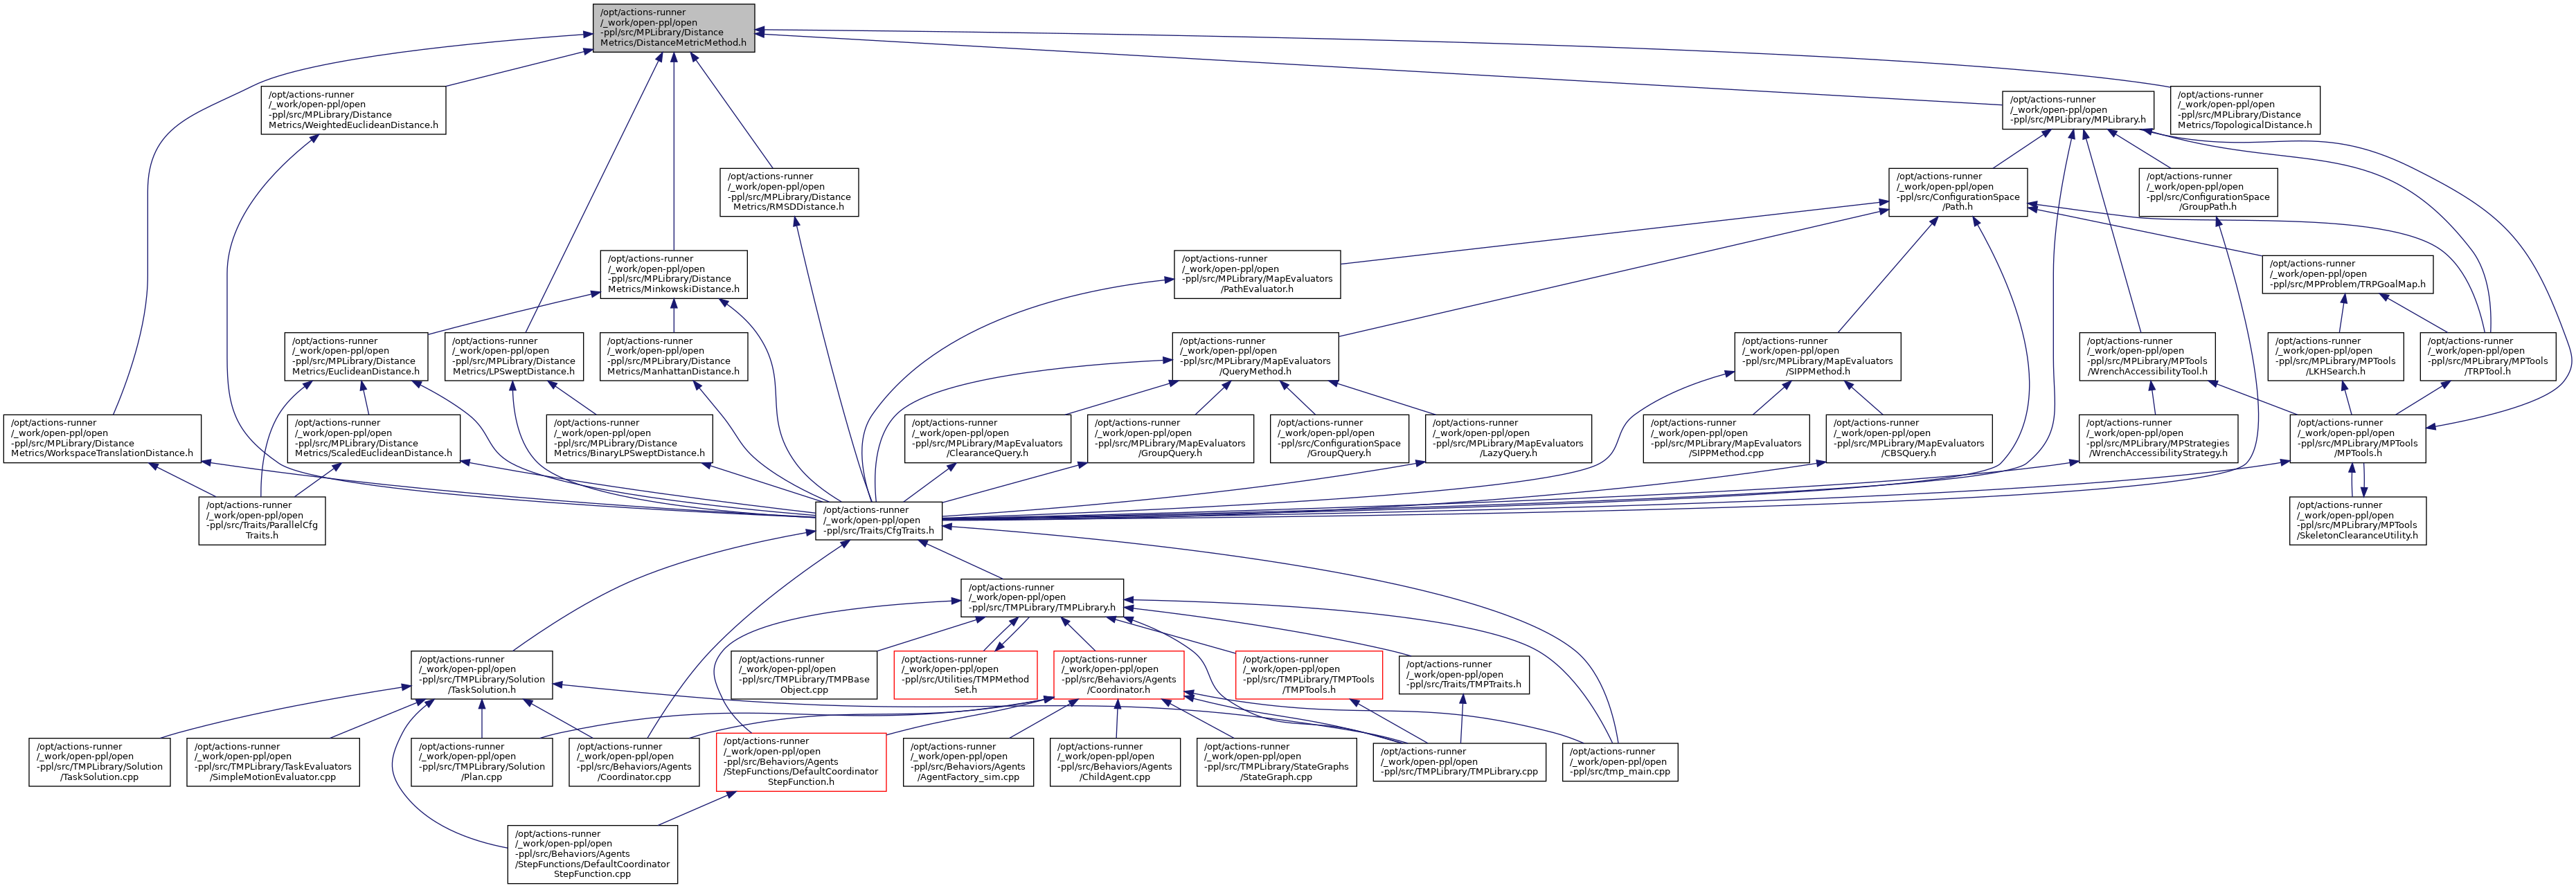 /opt/actions-runner
/_work/open-ppl/open
-ppl/src/MPLibrary/Distance
Metrics/DistanceMetricMethod.h
/opt/actions-runner
/_work/open-ppl/open
-ppl/src/MPLibrary/Distance
Metrics/WeightedEuclideanDistance.h
/opt/actions-runner
/_work/open-ppl/open
-ppl/src/MPLibrary/MPLibrary.h
/opt/actions-runner
/_work/open-ppl/open
-ppl/src/MPLibrary/Distance
Metrics/TopologicalDistance.h
/opt/actions-runner
/_work/open-ppl/open
-ppl/src/MPLibrary/Distance
Metrics/RMSDDistance.h
/opt/actions-runner
/_work/open-ppl/open
-ppl/src/ConfigurationSpace
/Path.h
/opt/actions-runner
/_work/open-ppl/open
-ppl/src/ConfigurationSpace
/GroupPath.h
/opt/actions-runner
/_work/open-ppl/open
-ppl/src/MPLibrary/Distance
Metrics/MinkowskiDistance.h
/opt/actions-runner
/_work/open-ppl/open
-ppl/src/MPLibrary/MapEvaluators
/PathEvaluator.h
/opt/actions-runner
/_work/open-ppl/open
-ppl/src/MPProblem/TRPGoalMap.h
/opt/actions-runner
/_work/open-ppl/open
-ppl/src/MPLibrary/Distance
Metrics/EuclideanDistance.h
/opt/actions-runner
/_work/open-ppl/open
-ppl/src/MPLibrary/Distance
Metrics/LPSweptDistance.h
/opt/actions-runner
/_work/open-ppl/open
-ppl/src/MPLibrary/Distance
Metrics/ManhattanDistance.h
/opt/actions-runner
/_work/open-ppl/open
-ppl/src/MPLibrary/MapEvaluators
/QueryMethod.h
/opt/actions-runner
/_work/open-ppl/open
-ppl/src/MPLibrary/MapEvaluators
/SIPPMethod.h
/opt/actions-runner
/_work/open-ppl/open
-ppl/src/MPLibrary/MPTools
/WrenchAccessibilityTool.h
/opt/actions-runner
/_work/open-ppl/open
-ppl/src/MPLibrary/MPTools
/LKHSearch.h
/opt/actions-runner
/_work/open-ppl/open
-ppl/src/MPLibrary/MPTools
/TRPTool.h
/opt/actions-runner
/_work/open-ppl/open
-ppl/src/MPLibrary/Distance
Metrics/WorkspaceTranslationDistance.h
/opt/actions-runner
/_work/open-ppl/open
-ppl/src/MPLibrary/Distance
Metrics/ScaledEuclideanDistance.h
/opt/actions-runner
/_work/open-ppl/open
-ppl/src/MPLibrary/Distance
Metrics/BinaryLPSweptDistance.h
/opt/actions-runner
/_work/open-ppl/open
-ppl/src/MPLibrary/MapEvaluators
/ClearanceQuery.h
/opt/actions-runner
/_work/open-ppl/open
-ppl/src/MPLibrary/MapEvaluators
/GroupQuery.h
/opt/actions-runner
/_work/open-ppl/open
-ppl/src/ConfigurationSpace
/GroupQuery.h
/opt/actions-runner
/_work/open-ppl/open
-ppl/src/MPLibrary/MapEvaluators
/LazyQuery.h
/opt/actions-runner
/_work/open-ppl/open
-ppl/src/MPLibrary/MapEvaluators
/SIPPMethod.cpp
/opt/actions-runner
/_work/open-ppl/open
-ppl/src/MPLibrary/MapEvaluators
/CBSQuery.h
/opt/actions-runner
/_work/open-ppl/open
-ppl/src/MPLibrary/MPStrategies
/WrenchAccessibilityStrategy.h
/opt/actions-runner
/_work/open-ppl/open
-ppl/src/MPLibrary/MPTools
/MPTools.h
/opt/actions-runner
/_work/open-ppl/open
-ppl/src/Traits/ParallelCfg
Traits.h
/opt/actions-runner
/_work/open-ppl/open
-ppl/src/Traits/CfgTraits.h
/opt/actions-runner
/_work/open-ppl/open
-ppl/src/MPLibrary/MPTools
/SkeletonClearanceUtility.h
/opt/actions-runner
/_work/open-ppl/open
-ppl/src/TMPLibrary/TMPLibrary.h
/opt/actions-runner
/_work/open-ppl/open
-ppl/src/TMPLibrary/Solution
/TaskSolution.h
/opt/actions-runner
/_work/open-ppl/open
-ppl/src/TMPLibrary/TMPBase
Object.cpp
/opt/actions-runner
/_work/open-ppl/open
-ppl/src/Utilities/TMPMethod
Set.h
/opt/actions-runner
/_work/open-ppl/open
-ppl/src/Behaviors/Agents
/Coordinator.h
/opt/actions-runner
/_work/open-ppl/open
-ppl/src/TMPLibrary/TMPTools
/TMPTools.h
/opt/actions-runner
/_work/open-ppl/open
-ppl/src/Traits/TMPTraits.h
/opt/actions-runner
/_work/open-ppl/open
-ppl/src/TMPLibrary/Solution
/TaskSolution.cpp
/opt/actions-runner
/_work/open-ppl/open
-ppl/src/TMPLibrary/TaskEvaluators
/SimpleMotionEvaluator.cpp
/opt/actions-runner
/_work/open-ppl/open
-ppl/src/TMPLibrary/Solution
/Plan.cpp
/opt/actions-runner
/_work/open-ppl/open
-ppl/src/Behaviors/Agents
/Coordinator.cpp
/opt/actions-runner
/_work/open-ppl/open
-ppl/src/Behaviors/Agents
/StepFunctions/DefaultCoordinator
StepFunction.h
/opt/actions-runner
/_work/open-ppl/open
-ppl/src/Behaviors/Agents
/AgentFactory_sim.cpp
/opt/actions-runner
/_work/open-ppl/open
-ppl/src/Behaviors/Agents
/ChildAgent.cpp
/opt/actions-runner
/_work/open-ppl/open
-ppl/src/TMPLibrary/StateGraphs
/StateGraph.cpp
/opt/actions-runner
/_work/open-ppl/open
-ppl/src/TMPLibrary/TMPLibrary.cpp
/opt/actions-runner
/_work/open-ppl/open
-ppl/src/tmp_main.cpp
/opt/actions-runner
/_work/open-ppl/open
-ppl/src/Behaviors/Agents
/StepFunctions/DefaultCoordinator
StepFunction.cpp